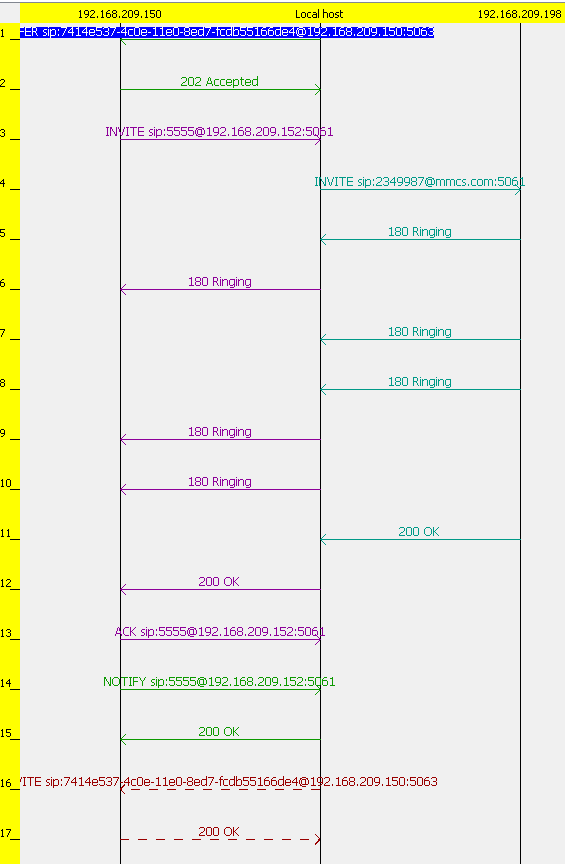 192.168.209.150 Local host 192.168.209.198
1 FER sip:7414e537-4c0e-11e0-8ed7-fcdb55166de4@192.168.209.150:5063
2 202 Accepted
3 INVITE sip:5555@192.168.209.152:5061
4 INVITE sip:2349987@mmcs.com:5061
5 180 Ringing
6 180 Ringing
7 180 Ringing
8 180 Ringing
9 180 Ringing
10 180 Ringing
11 200 OK
12 200 OK
13 ACK sip:5555@192.168.209.152:5061
14 NOTIFY sip:5555@192.168.209.152:5061
15 200 OK
16 VITE sip:7414e537-4c0e-11e0-8ed7-fcdb55166de4@192.168.209.150:5063
17 200 OK